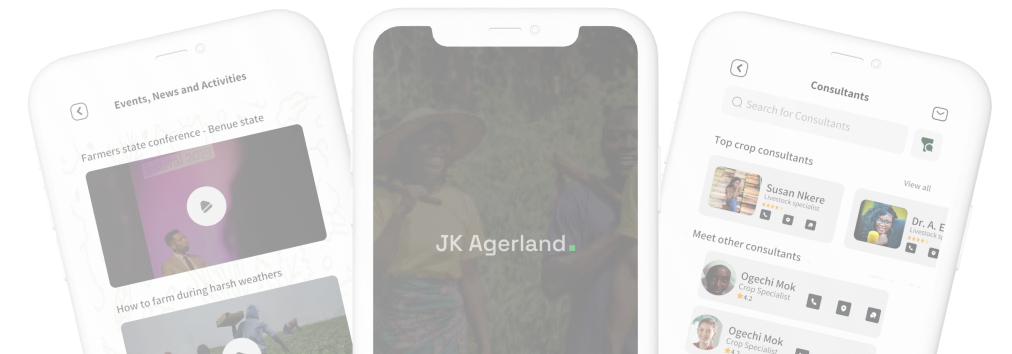 Events, News and Activities
Farmers state conference - Benue state
How to farm during harsh weathers
JK Agerland.
Consultants
Search for Consultants
Top crop consultants
View all
Susan Nkere
Livestock specialist
Dr. A. E
Livestock s
Meet other consultants
Ogechi Mok
Crop Specialist
4.2
Ogechi Mok
Crop Specialist
4.2